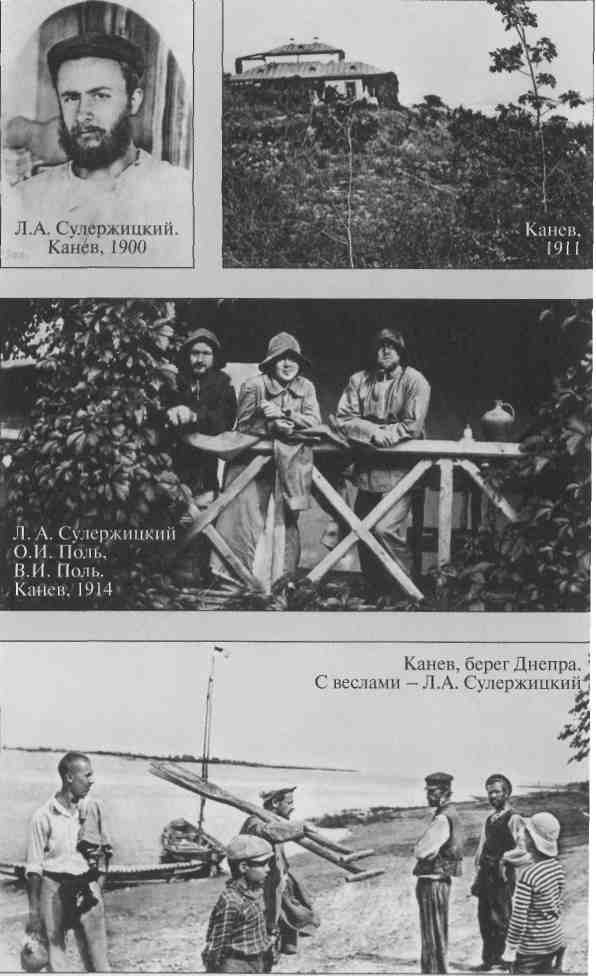 Л.А. Сулержицкий.
Канев, 1900
Канев,
1911
Л. А. Сулержицкий
О.И. Поль,
В.И. Поль.
Канев, 1914
Канев, берег Днепра.
С веслами – Л.А. Сулержицкий